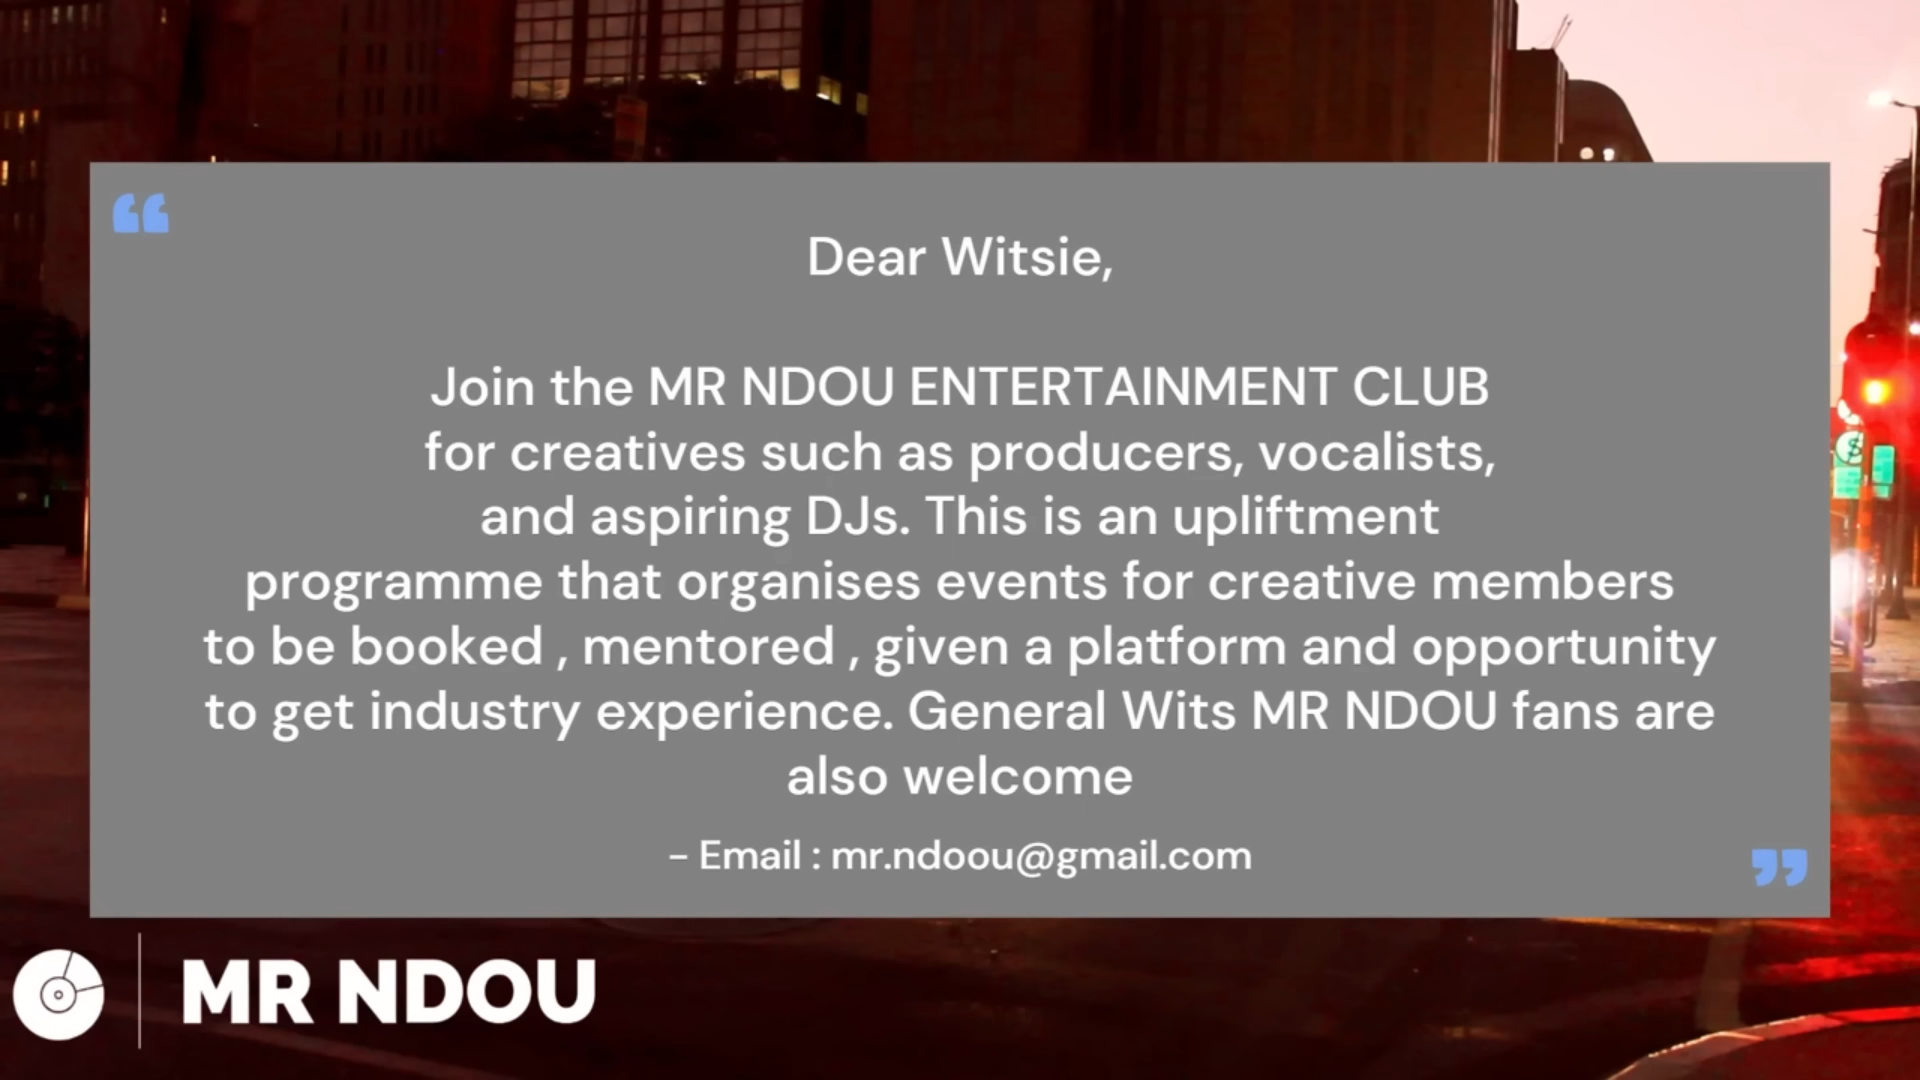 Dear Witsie,
Join the MR NDOU ENTERTAINMENT CLUB
for creatives such as producers, vocalists,
and aspiring DJs. This is an upliftment
programme that organises events for creative members
to be booked , mentored , given a platform and opportunity
to get industry experience. General Wits MR NDOU fans are
also welcome
– Email : mr.ndoou@gmail.com
MR NDOU